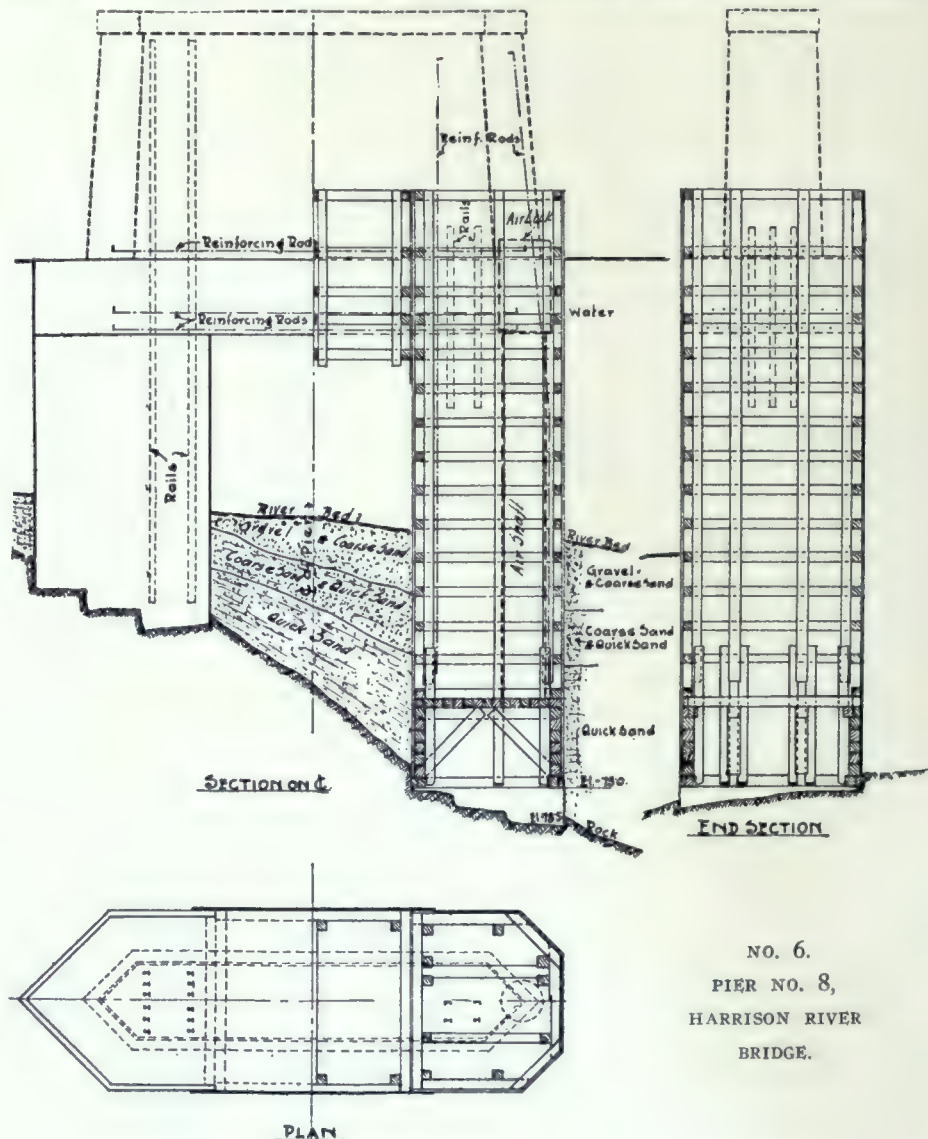 Reinf. Rods
Rails
Air Lock
Reinforcing Rod
Reinforcing Rods
Water
Rails
Air Shaft
River Bed
Gravel
& Coarse Sand
Coarse Sand
& Quick Sand
Quick Sand
River Bed
Gravel
& Coarse Sand
Coarse Sand
& Quick Sand
Quick Sand
Rock
SECTION ON ℄
END SECTION
NO. 6.
PIER NO. 8,
HARRISON RIVER
BRIDGE.
PLAN